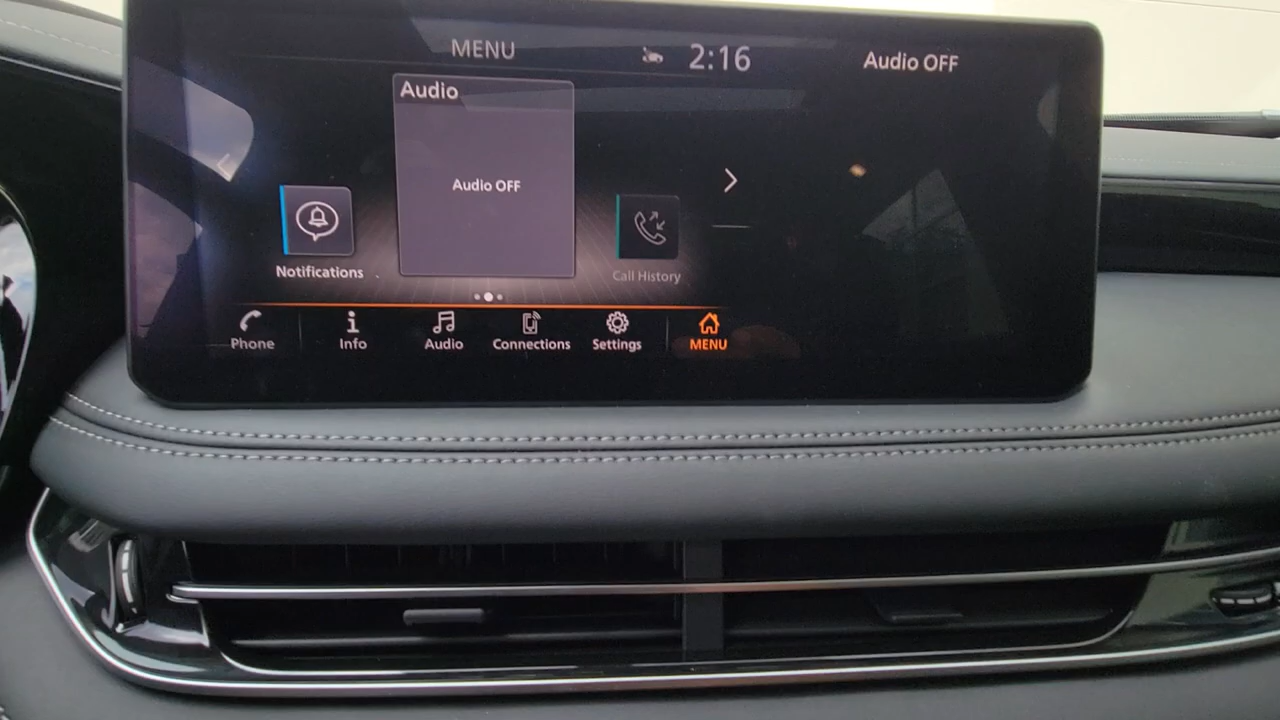 MENU
2:16
Audio OFF
Audio
Audio OFF
Notifications
Call History
Phone
Info
Audio
Connections
Settings
MENU